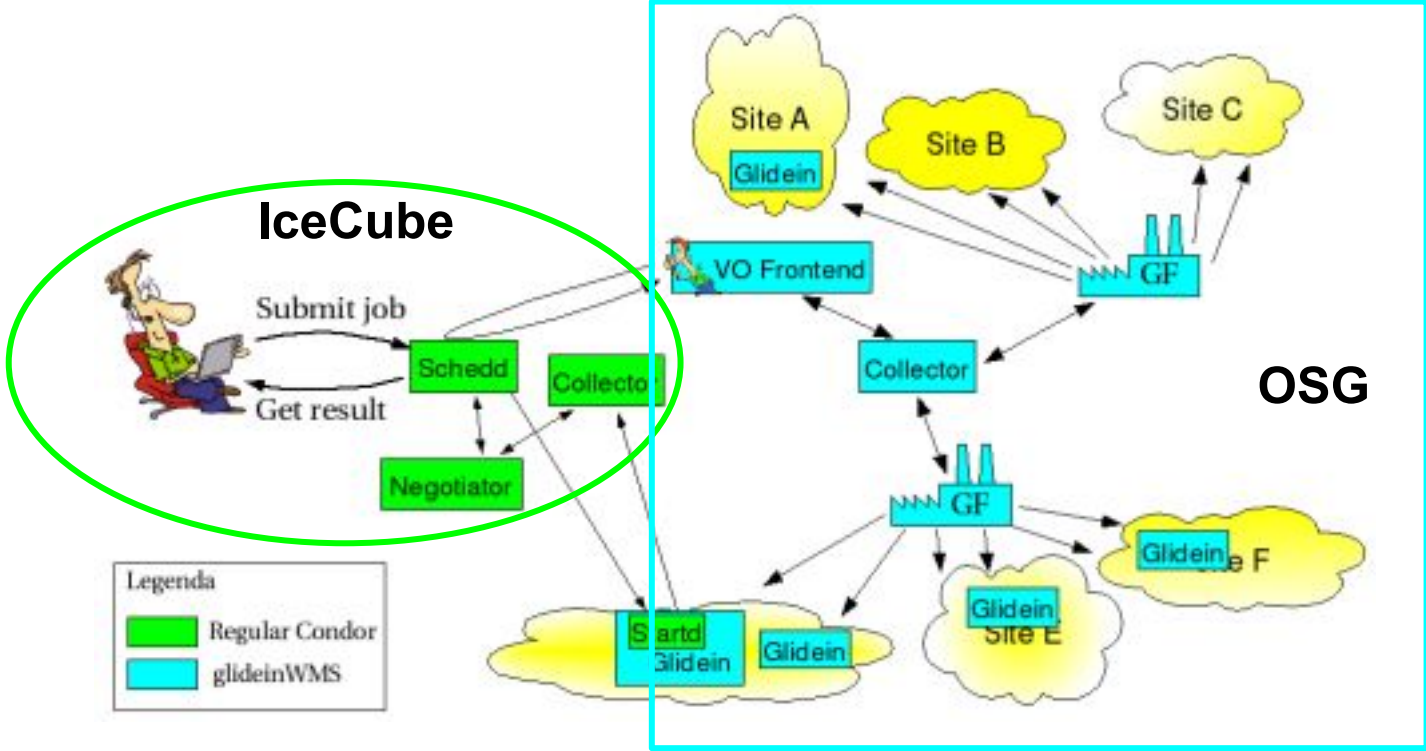 IceCube
Submit job
Get result
Schedd
Collector
Negotiator
Legenda
Regular Condor
glideinWMS
Site A
Glidein
Site B
Site C
VO Frontend
GF
Collector
OSG
GF
Startd
Glidein
Glidein
Glidein
Site E
Glidein
Site F